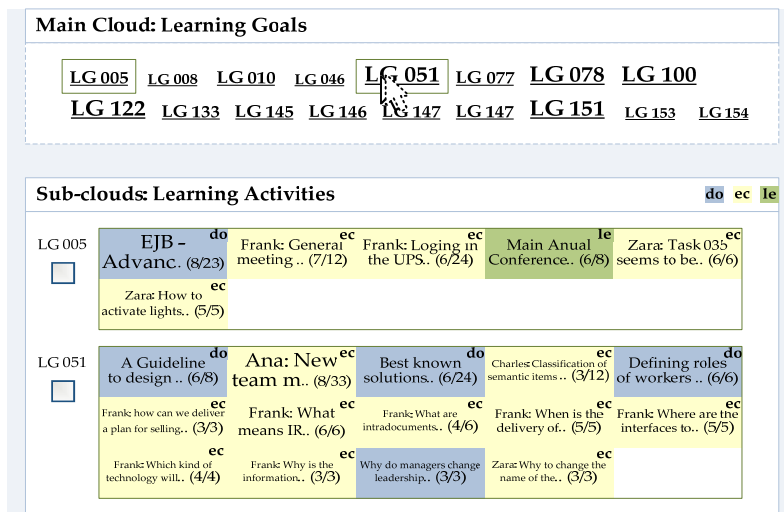 Main Cloud: Learning Goals
LG 005 LG 008 LG 010 LG 046 LG 051 LG 077 LG 078 LG 100
LG 122 LG 133 LG 145 LG 146 LG 147 LG 147 LG 151 LG 153 LG 154
Sub-clouds: Learning Activities do ec le
LG 005
do
EJB -
Advanc.. (8/23)
ec
Frank: General
meeting .. (7/12)
ec
Frank: Loging in
the UPS.. (6/24)
le
Main Anual
Conference.. (6/8)
ec
Zara: Task 035
seems to be.. (6/6)
ec
Zara: How to
activate lights.. (5/5)
LG 051
do
A Guideline
to design .. (6/8)
ec
Ana: New
team m.. (8/33)
do
Best known
solutions.. (6/24)
ec
Charles: Classification of
semantic items .. (3/12)
do
Defining roles
of workers .. (6/6)
ec
Frank: how can we deliver
a plan for selling.. (3/3)
ec
Frank: What
means IR.. (6/6)
ec
Frank: What are
intradocuments.. (4/6)
ec
Frank: When is the
delivery of.. (5/5)
ec
Frank: Where are the
interfaces to.. (5/5)
ec
Frank: Which kind of
technology will.. (4/4)
ec
Frank: Why is the
information.. (3/3)
Why do managers change
leadership.. (3/3)
ec
Zara: Why to change the
name of the.. (3/3)